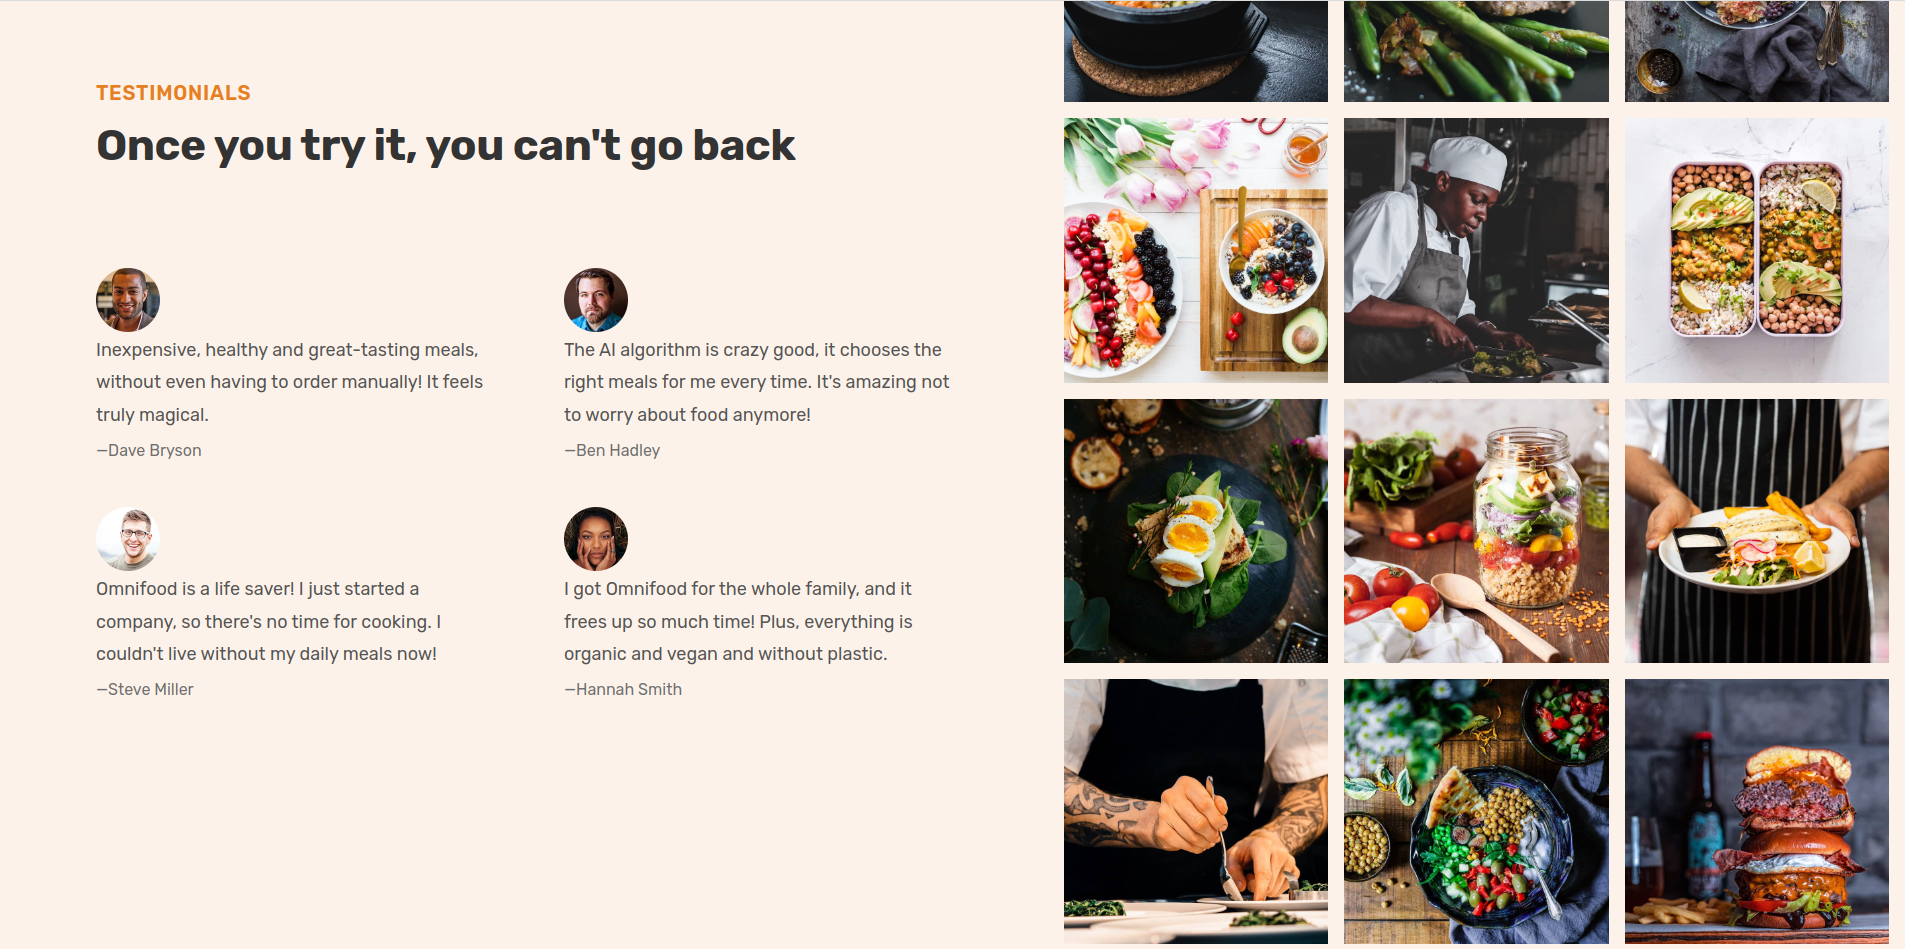 TESTIMONIALS
Once you try it, you can't go back
Inexpensive, healthy and great-tasting meals,
without even having to order manually! It feels
truly magical.
—Dave Bryson
The AI algorithm is crazy good, it chooses the
right meals for me every time. It's amazing not
to worry about food anymore!
—Ben Hadley
Omnifood is a life saver! I just started a
company, so there's no time for cooking. I
couldn't live without my daily meals now!
—Steve Miller
I got Omnifood for the whole family, and it
frees up so much time! Plus, everything is
organic and vegan and without plastic.
—Hannah Smith